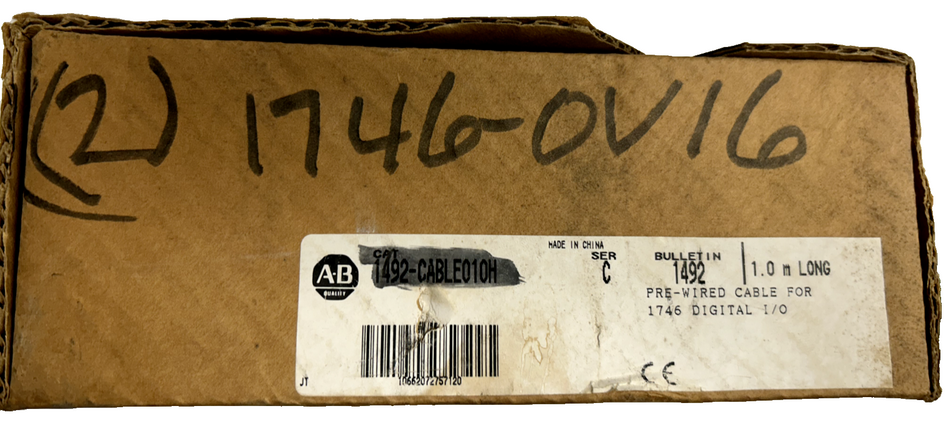 (2) 1746-OV16
MADE IN CHINA
A-B
QUALITY
CAT
1492-CABLE010H
SER
C
BULLETIN
1492
1.0 m LONG
PRE-WIRED CABLE FOR
1746 DIGITAL I/O
10662072757120
JT
CE